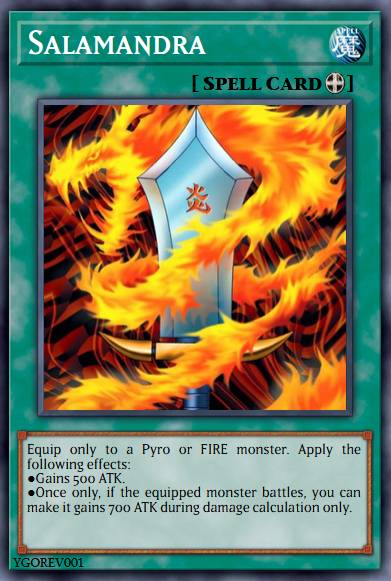 Salamandra
SPELL
魔
[ Spell Card ]
炎
Equip only to a Pyro or FIRE monster. Apply the
following effects:
●Gains 500 ATK.
●Once only, if the equipped monster battles, you can
make it gains 700 ATK during damage calculation only.
YGOREV001